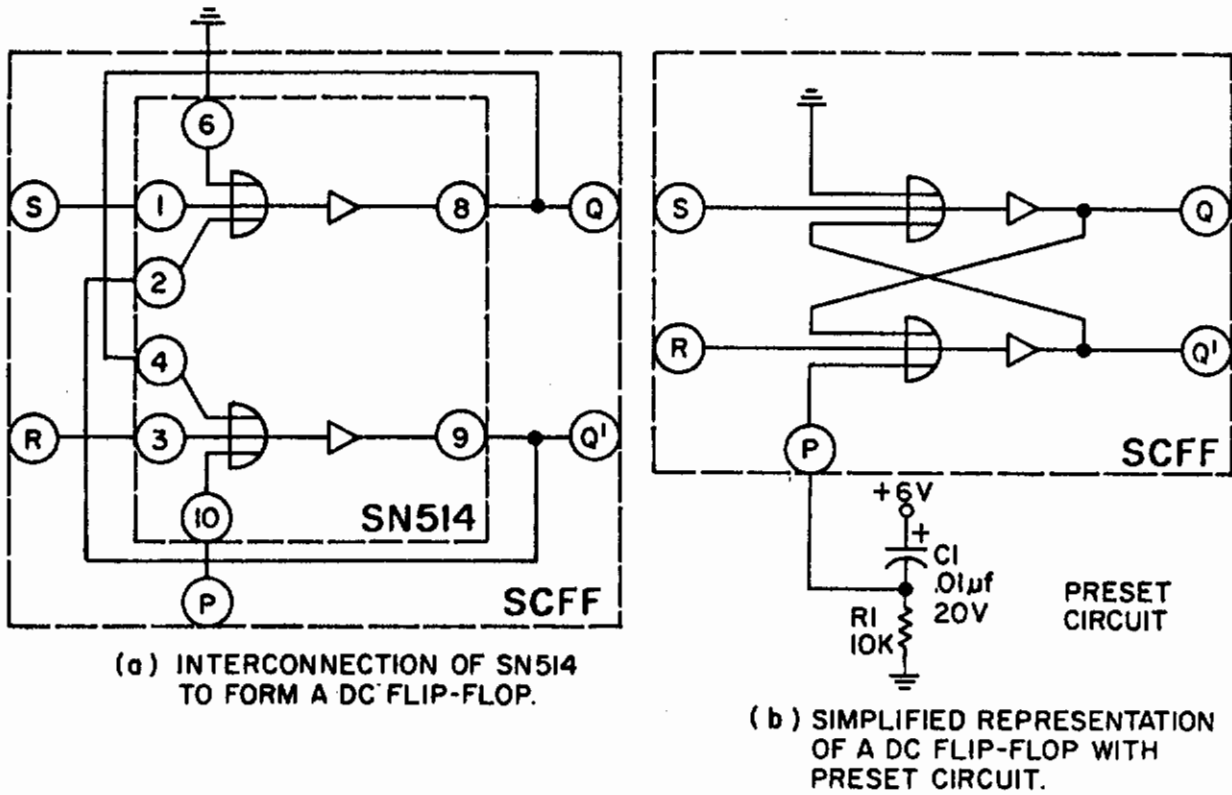 6
S
1
8
Q
2
4
R
3
9
Q'
10
SN514
P
SCFF
(a) INTERCONNECTION OF SN514
TO FORM A DC FLIP-FLOP.
S
Q
R
Q'
P
SCFF
+6V
+
C1
.01µf
20V
R1
10K
PRESET
CIRCUIT
(b) SIMPLIFIED REPRESENTATION
OF A DC FLIP-FLOP WITH
PRESET CIRCUIT.